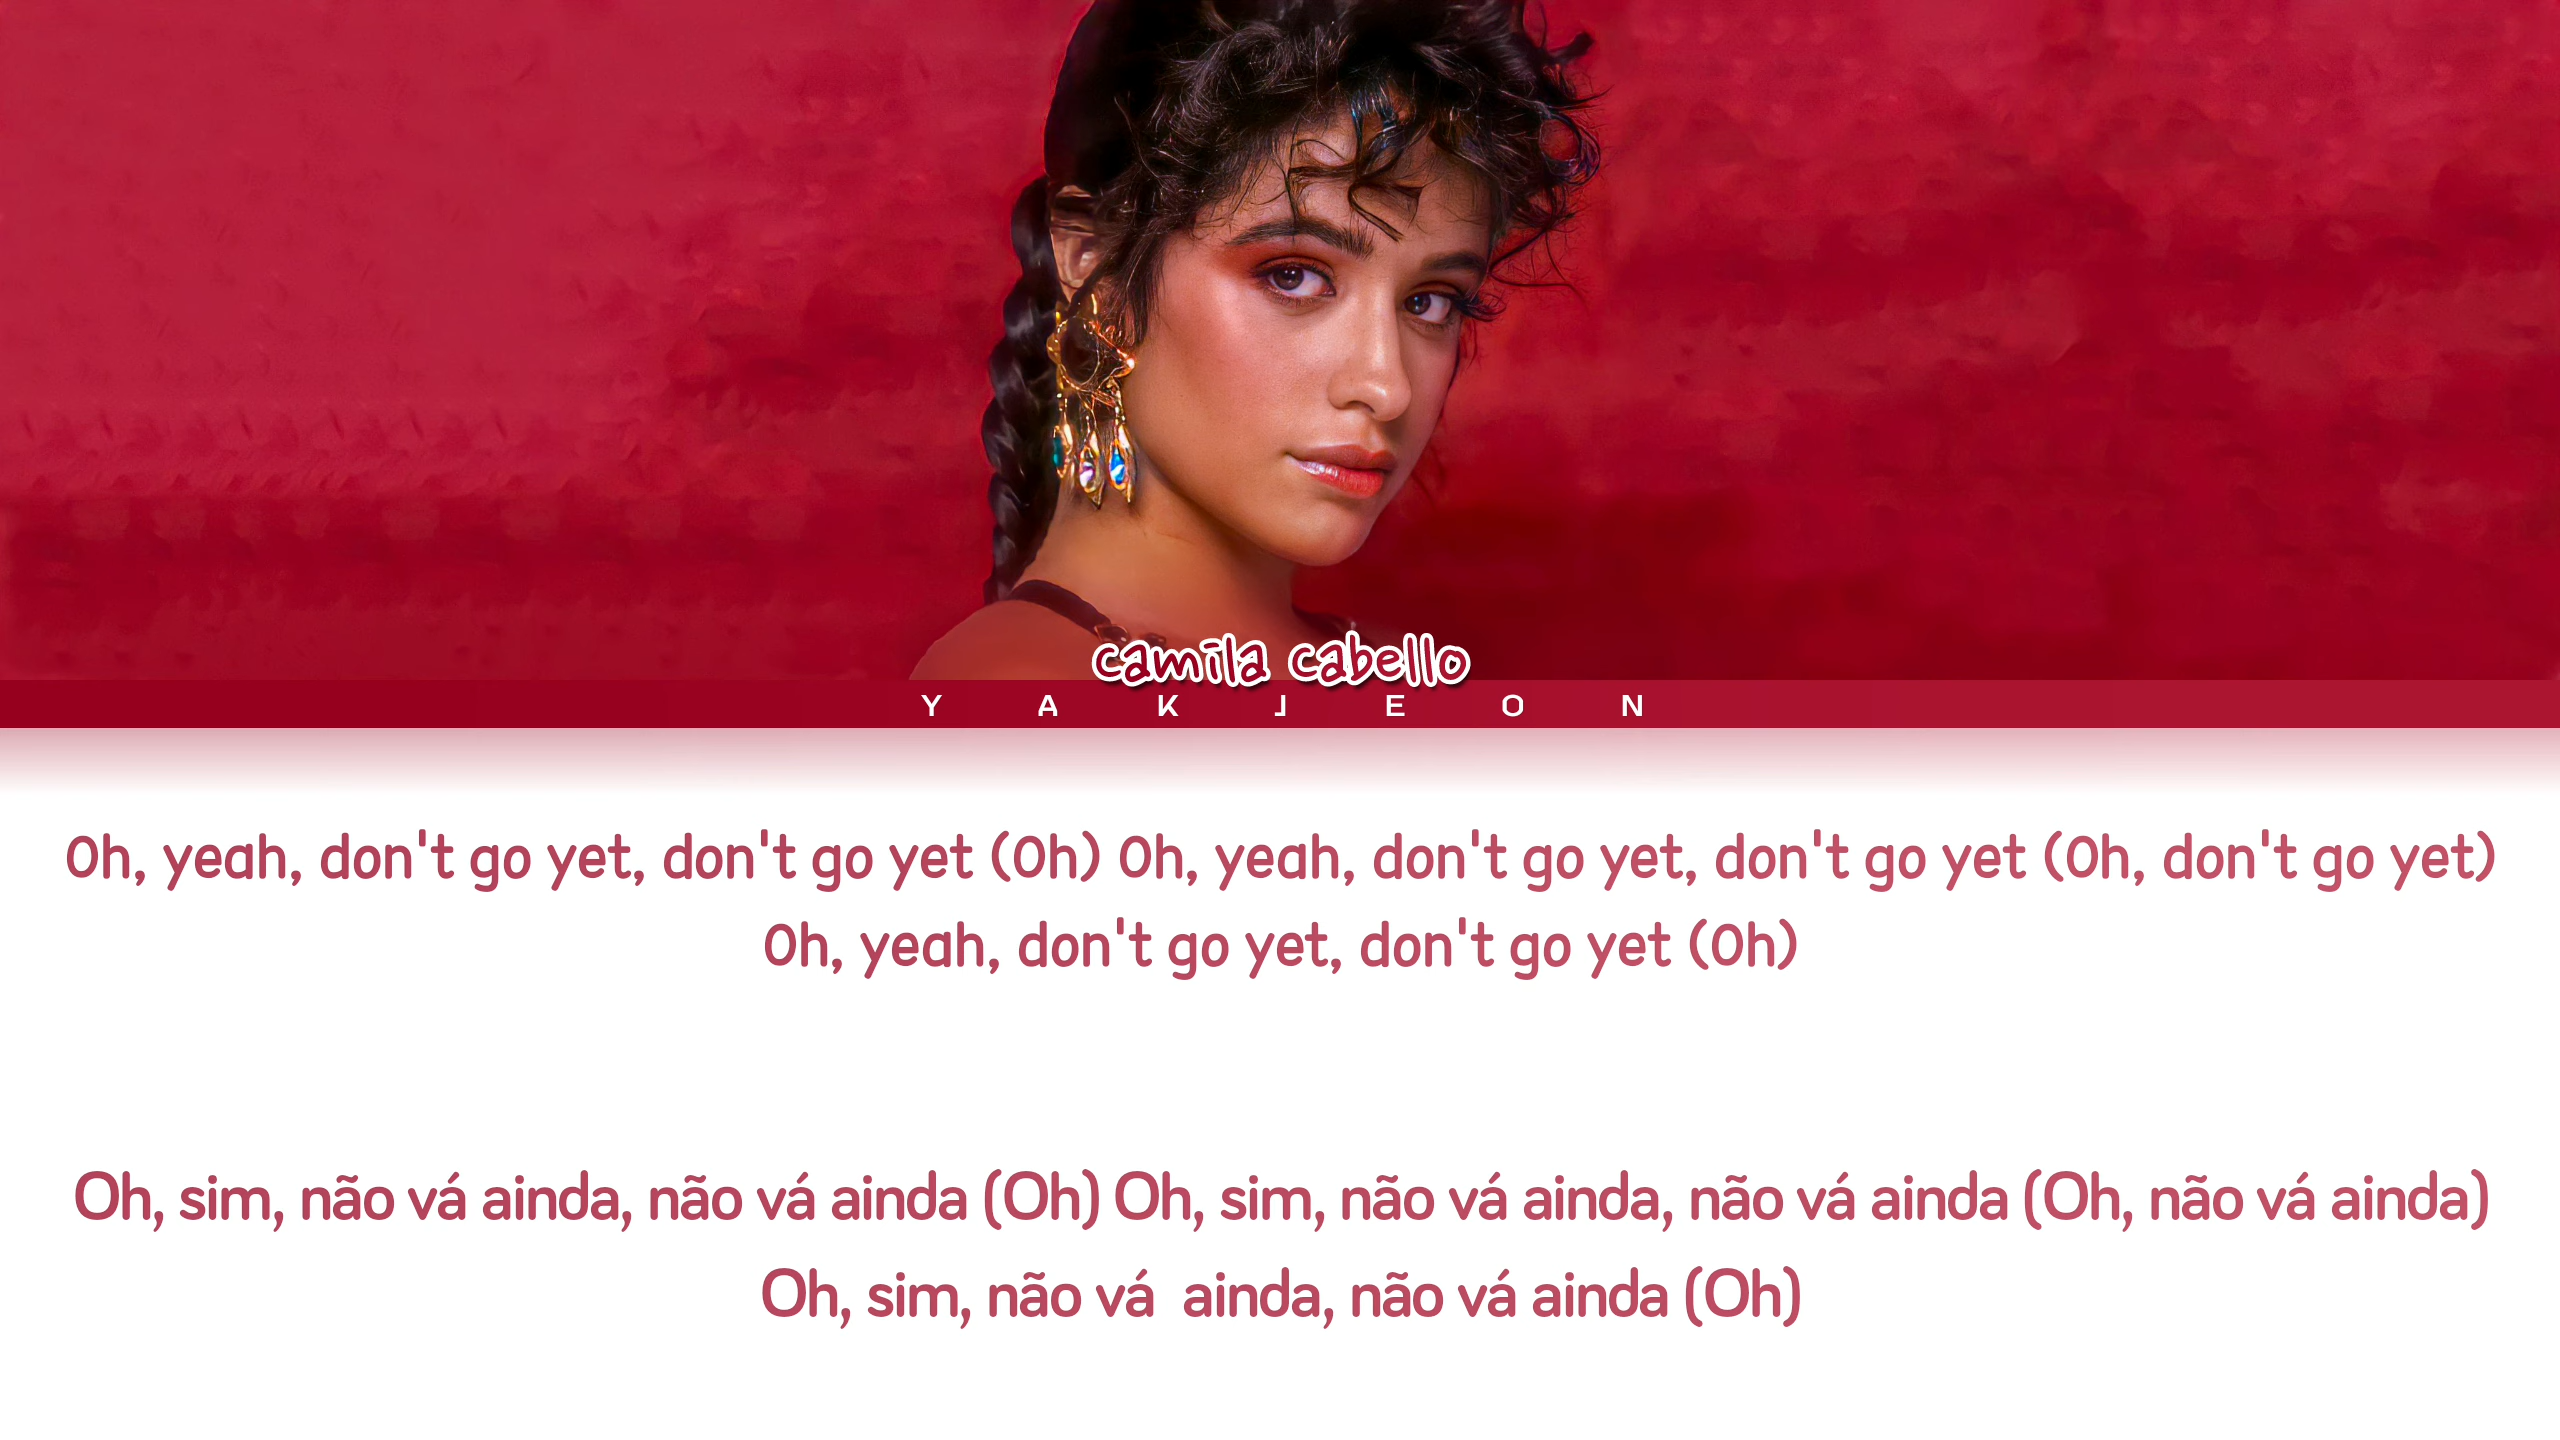 camila cabello
YAKJEON
Oh, yeah, don't go yet, don't go yet (Oh) Oh, yeah, don't go yet, don't go yet (Oh, don't go yet)
Oh, yeah, don't go yet, don't go yet (Oh)
Oh, sim, não vá ainda, não vá ainda (Oh) Oh, sim, não vá ainda, não vá ainda (Oh, não vá ainda)
Oh, sim, não vá  ainda, não vá ainda (Oh)